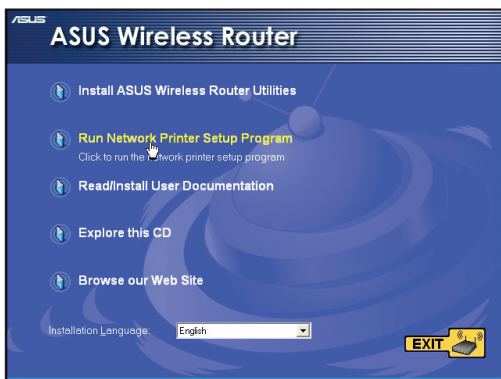 ASUS
ASUS Wireless Router
Install ASUS Wireless Router Utilities
Run Network Printer Setup Program
Click to run the network printer setup program
Read/Install User Documentation
Explore this CD
Browse our Web Site
Installation Language: English
EXIT